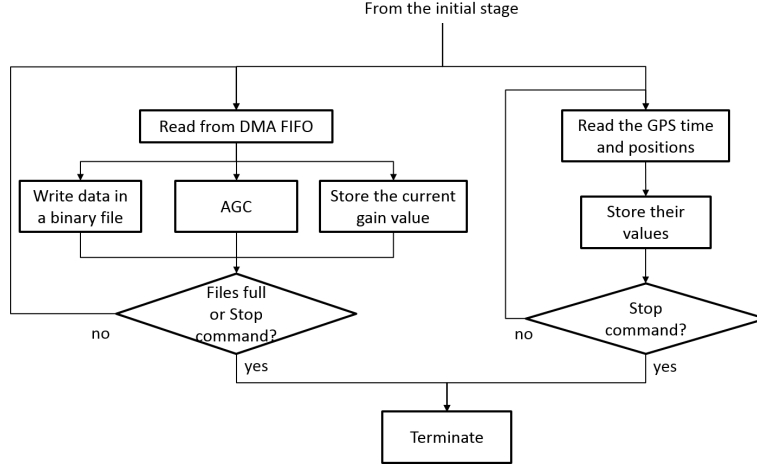 From the initial stage
Read from DMA FIFO
Write data in
a binary file
AGC
Store the current
gain value
Files full
or Stop
command?
no
yes
Read the GPS time
and positions
Store their
values
Stop
command?
no
yes
Terminate